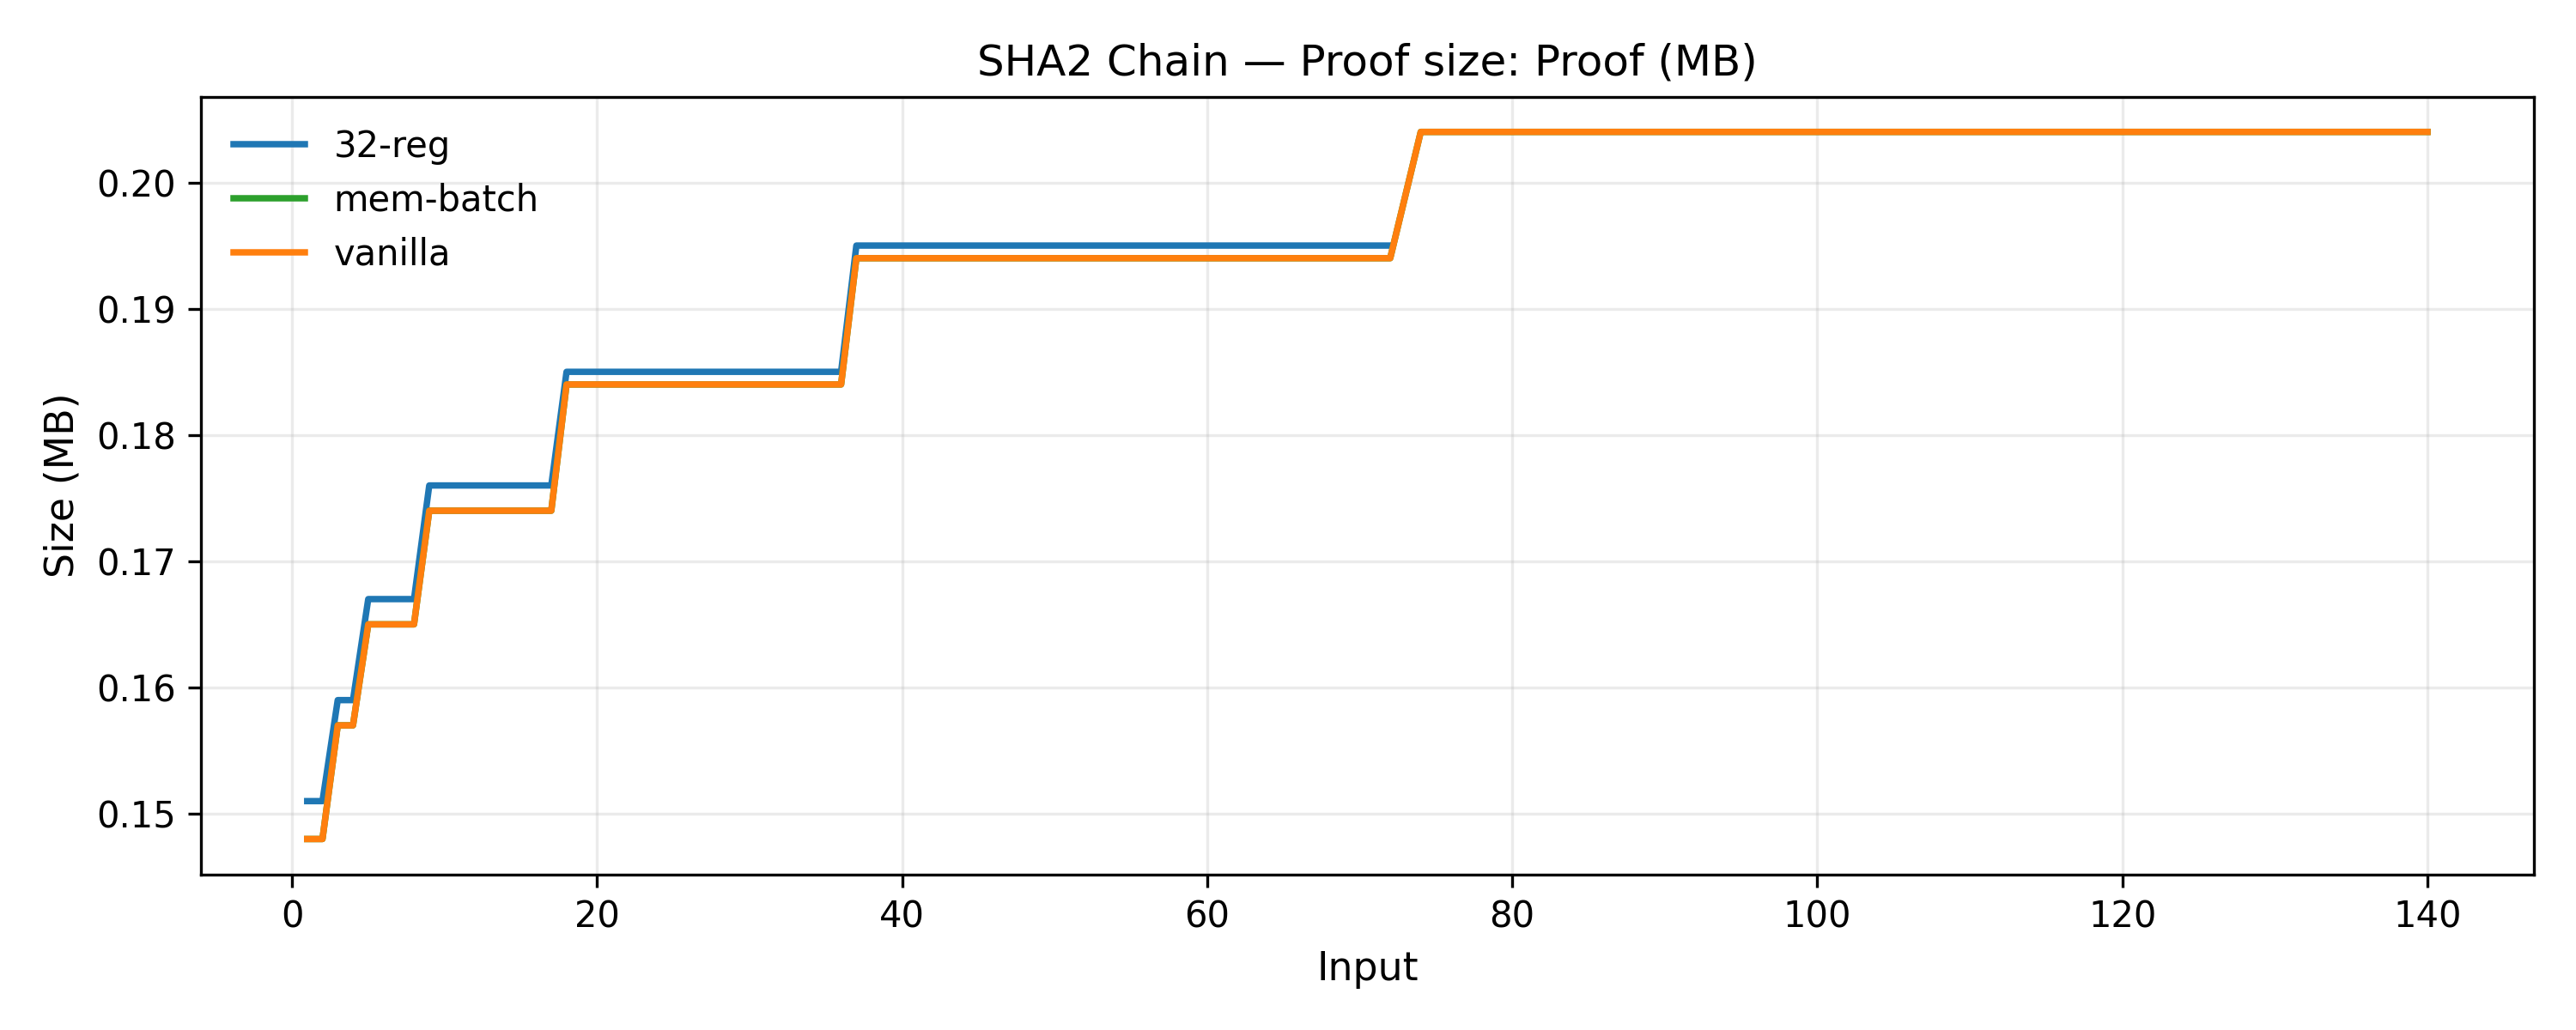 SHA2 Chain — Proof size: Proof (MB)
32-reg
mem-batch
vanilla
Size (MB)
0.20
0.19
0.18
0.17
0.16
0.15
0 20 40 60 80 100 120 140
Input